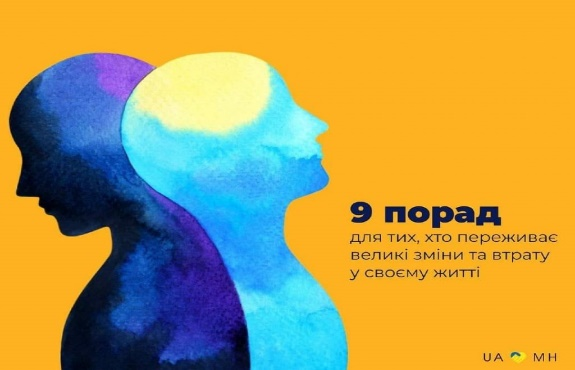 9 порад
для тих, хто переживає
великі зміни та втрату
у своєму житті
UA MH